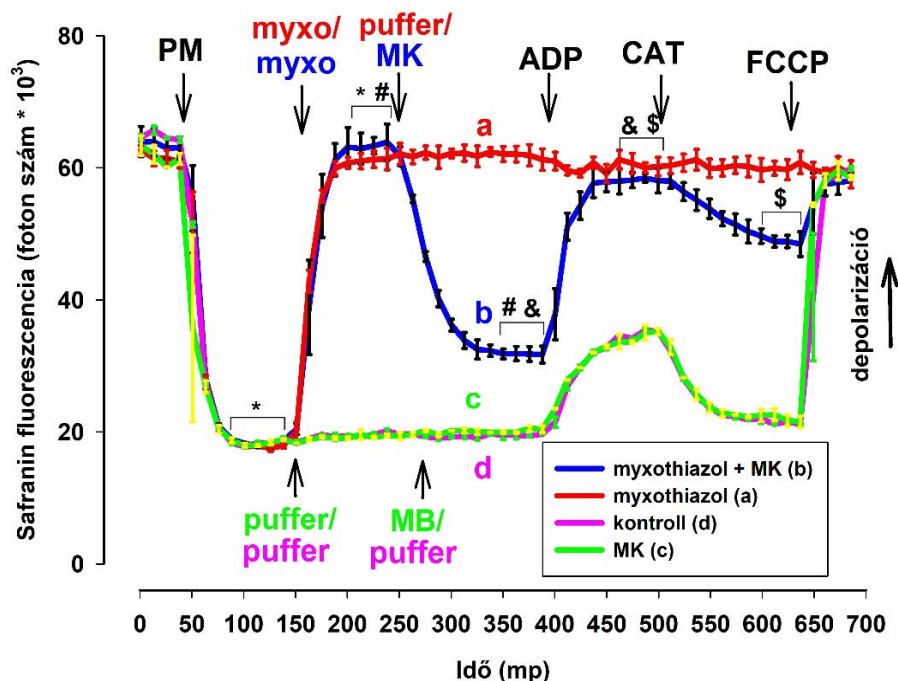 PM
myxo/
myxo
puffer/
MK
ADP
CAT
FCCP
* #
a
& $
$
b
# &
*
c
d
puffer/
puffer
MB/
puffer
Safranin fluoreszcencia (foton szám * 10³)
80
60
40
20
0
depolarizáció
myxothiazol + MK (b)
myxothiazol (a)
kontroll (d)
MK (c)
0 50 100 150 200 250 300 350 400 450 500 550 600 650 700
Idő (mp)